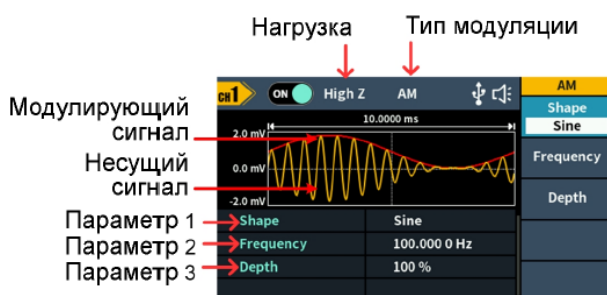 Нагрузка
Тип модуляции
CH1
ON
High Z
AM
AM
Shape
Sine
Frequency
Depth
10.0000 ms
2.0 mV
0.0 mV
-2.0 mV
Модулирующий
сигнал
Несущий
сигнал
Параметр 1
Shape
Sine
Параметр 2
Frequency
100.000 0 Hz
Параметр 3
Depth
100 %